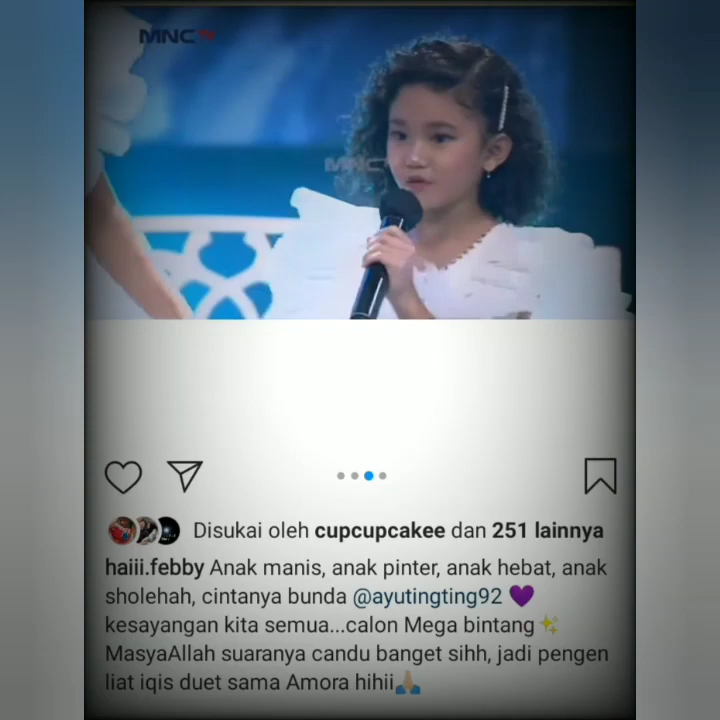 MNCTV
MNC
Disukai oleh cupcupcakee dan 251 lainnya
haiii.febby Anak manis, anak pinter, anak hebat, anak
sholehah, cintanya bunda @ayutingting92 💜
kesayangan kita semua...calon Mega bintang✨
MasyaAllah suaranya candu banget sihh, jadi pengen
liat iqis duet sama Amora hihii🙏🏼